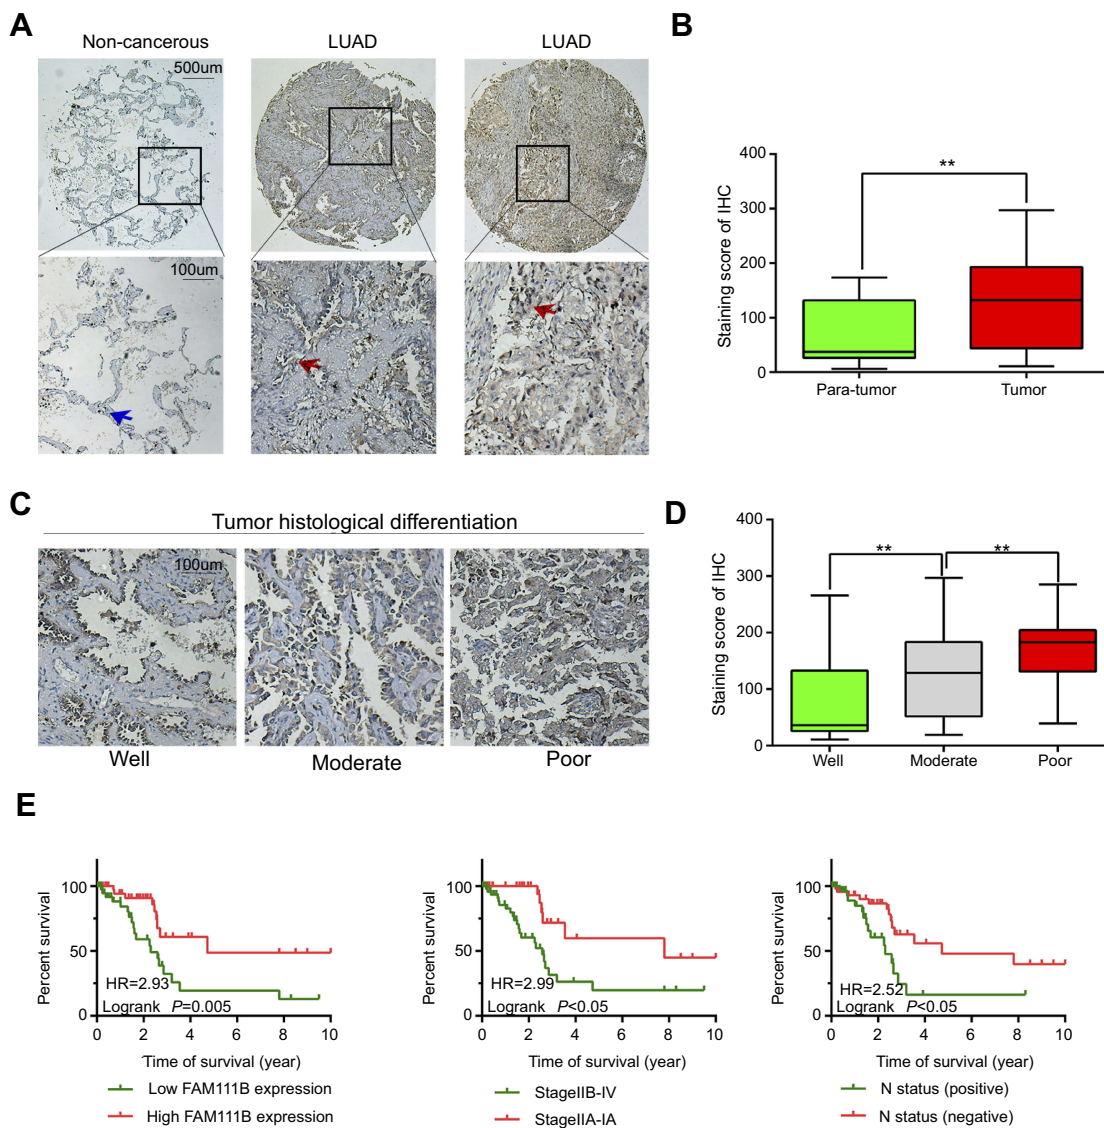 A
Non-cancerous
LUAD
LUAD
500um
100um
B
Staining score of IHC
400
300
200
100
0
**
Para-tumor
Tumor
C
Tumor histological differentiation
100um
Well
Moderate
Poor
D
Staining score of IHC
400
300
200
100
0
**
**
Well
Moderate
Poor
E
Percent survival
100
50
0
HR=2.93
Logrank P=0.005
0 2 4 6 8 10
Time of survival (year)
Low FAM111B expression
High FAM111B expression
Percent survival
100
50
0
HR=2.99
Logrank P<0.05
0 2 4 6 8 10
Time of survival (year)
StageIIB-IV
StageIIA-IA
Percent survival
100
50
0
HR=2.52
Logrank P<0.05
0 2 4 6 8 10
Time of survival (year)
N status (positive)
N status (negative)